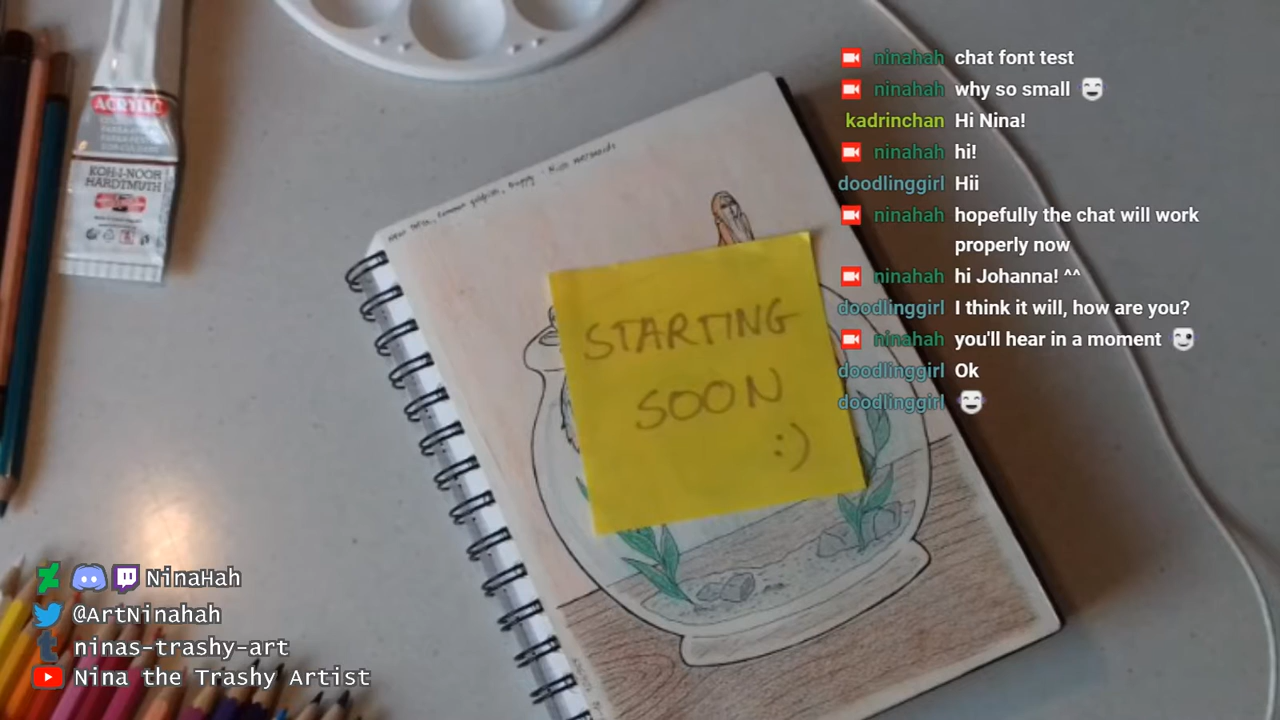 ACRYLIC
KOH-I-NOOR
HARDTMUTH
STARTING
SOON
:)
ninahah chat font test
ninahah why so small
kadrinchan Hi Nina!
ninahah hi!
doodlinggirl Hii
ninahah hopefully the chat will work
properly now
ninahah hi Johanna! ^^
doodlinggirl I think it will, how are you?
ninahah you'll hear in a moment
doodlinggirl Ok
doodlinggirl
NinaHah
@ArtNinahah
ninas-trashy-art
Nina the Trashy Artist